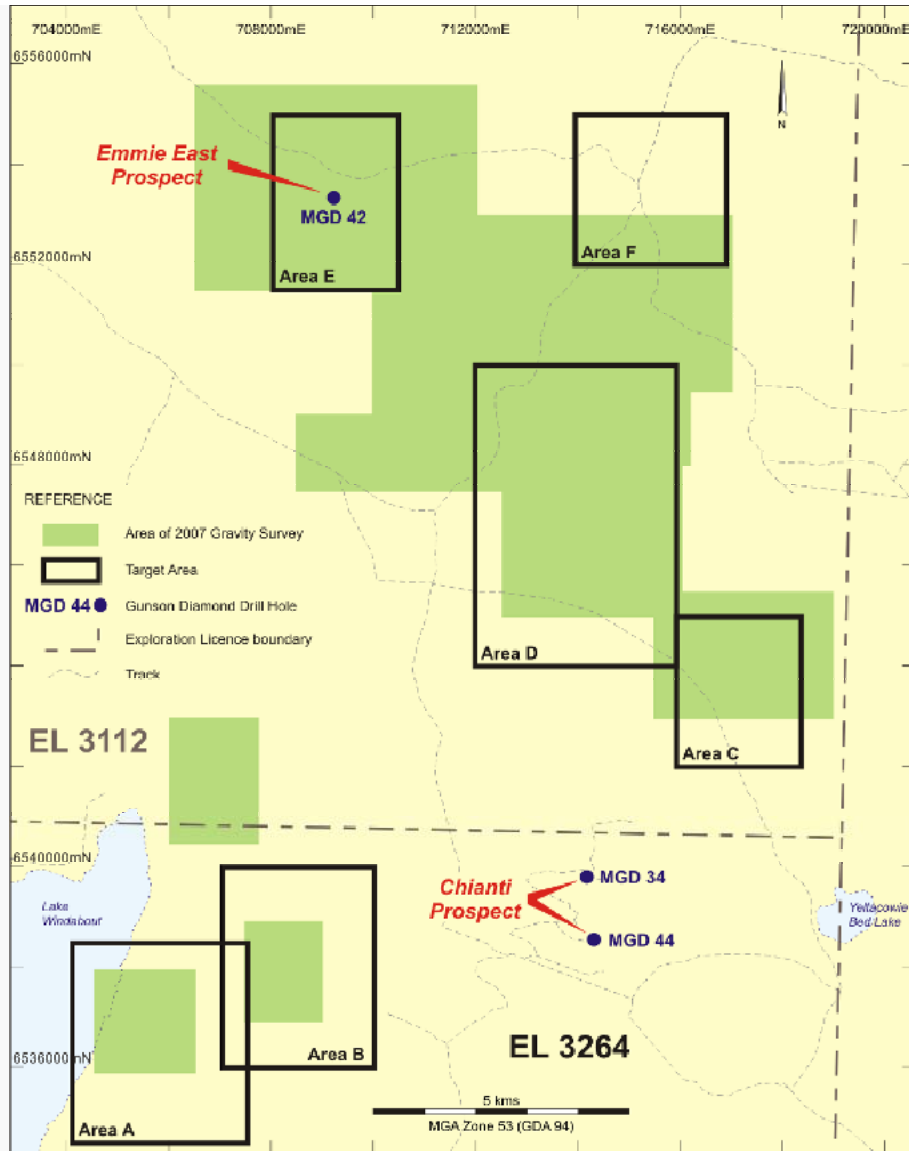 704000mE 708000mE 712000mE 716000mE 720000mE
6556000mN
N
Emmie East
Prospect
MGD 42
6552000mN
Area E
Area F
6548000mN
REFERENCE
Area of 2007 Gravity Survey
Target Area
MGD 44 Gunson Diamond Drill Hole
Exploration Licence boundary
Track
Area D
EL 3112
Area C
6540000mN
Lake
Windabout
Chianti
Prospect
MGD 34
MGD 44
Yeltacowie
Bed-Lake
6536000mN
Area B
EL 3264
Area A
5 kms
MGA Zone 53 (GDA 94)